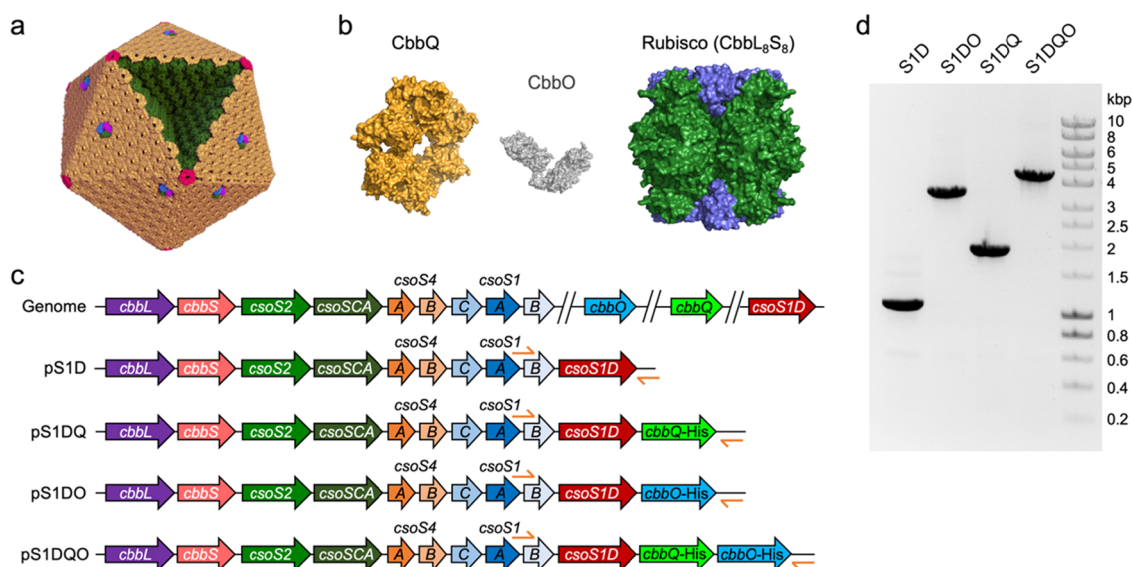 a
b
CbbQ
CbbO
Rubisco (CbbL8S8)
c
csoS4 csoS1
Genome cbbL cbbS csoS2 csoSCA A B C A B cbbO cbbQ csoS1D
csoS4 csoS1
pS1D cbbL cbbS csoS2 csoSCA A B C A B csoS1D
csoS4 csoS1
pS1DQ cbbL cbbS csoS2 csoSCA A B C A B csoS1D cbbQ-His
csoS4 csoS1
pS1DO cbbL cbbS csoS2 csoSCA A B C A B csoS1D cbbO-His
csoS4 csoS1
pS1DQO cbbL cbbS csoS2 csoSCA A B C A B csoS1D cbbQ-His cbbO-His
d
S1D S1DO S1DQ S1DQO
kbp
10
8
6
5
4
3
2.5
2
1.5
1
0.8
0.6
0.4
0.2